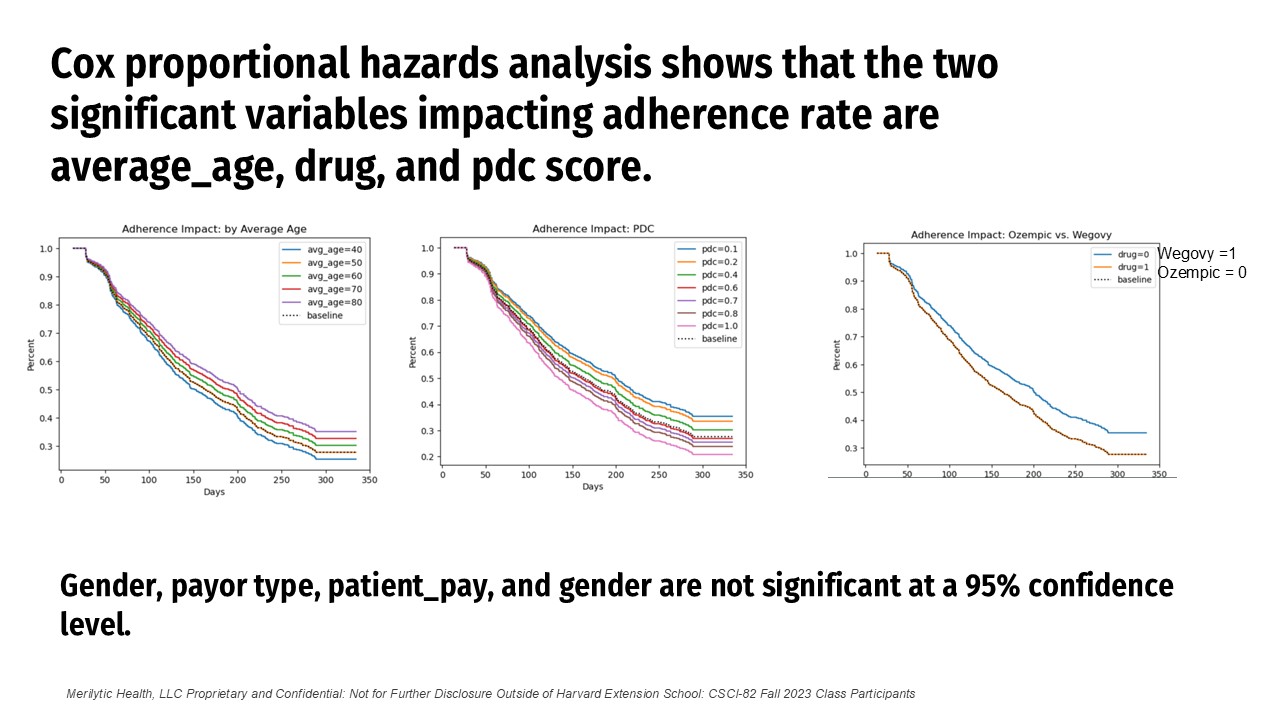 Cox proportional hazards analysis shows that the two
significant variables impacting adherence rate are
average_age, drug, and pdc score.
Adherence Impact: by Average Age
1.0
0.9
0.8
0.7
0.6
0.5
0.4
0.3
Percent
0 50 100 150 200 250 300 350
Days
avg_age=40
avg_age=50
avg_age=60
avg_age=70
avg_age=80
baseline
Adherence Impact: PDC
1.0
0.9
0.8
0.7
0.6
0.5
0.4
0.3
0.2
Percent
0 50 100 150 200 250 300 350
Days
pdc=0.1
pdc=0.2
pdc=0.4
pdc=0.6
pdc=0.7
pdc=0.8
pdc=1.0
baseline
Adherence Impact: Ozempic vs. Wegovy
1.0
0.9
0.8
0.7
0.6
0.5
0.4
0.3
Percent
0 50 100 150 200 250 300 350
drug=0
drug=1
baseline
Wegovy =1
Ozempic = 0
Gender, payor type, patient_pay, and gender are not significant at a 95% confidence
level.
Merilytic Health, LLC Proprietary and Confidential: Not for Further Disclosure Outside of Harvard Extension School: CSCI-82 Fall 2023 Class Participants